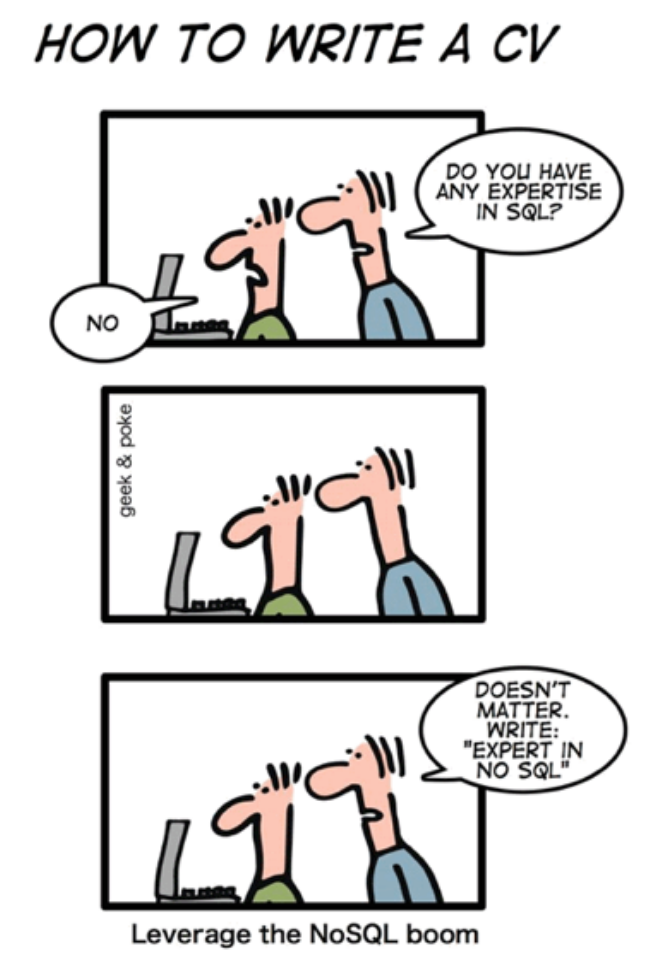 HOW TO WRITE A CV
DO YOU HAVE
ANY EXPERTISE
IN SQL?
NO
geek & poke
DOESN'T
MATTER.
WRITE:
"EXPERT IN
NO SQL"
Leverage the NoSQL boom